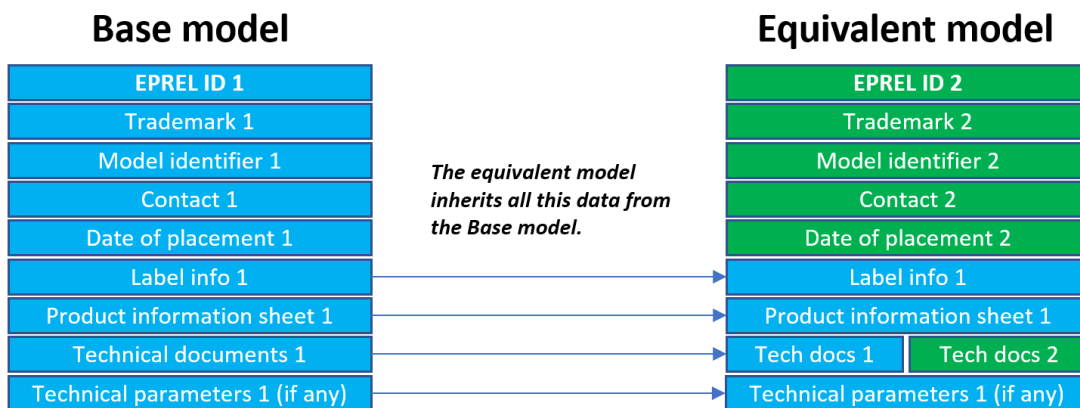 Base model
EPREL ID 1
Trademark 1
Model identifier 1
Contact 1
Date of placement 1
Label info 1
Product information sheet 1
Technical documents 1
Technical parameters 1 (if any)
The equivalent model
inherits all this data from
the Base model.
Equivalent model
EPREL ID 2
Trademark 2
Model identifier 2
Contact 2
Date of placement 2
Label info 1
Product information sheet 1
Tech docs 1
Tech docs 2
Technical parameters 1 (if any)